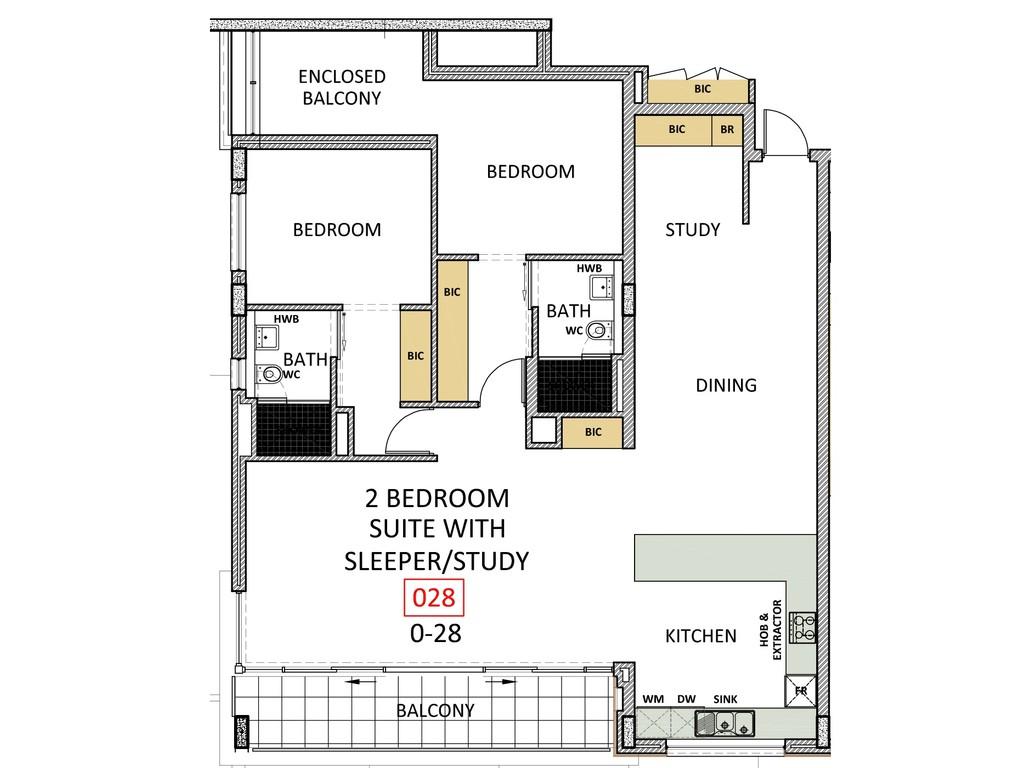 ENCLOSED
BALCONY
BIC
BIC
BR
BEDROOM
BEDROOM
STUDY
HWB
BIC
BATH
WC
HWB
BATH
WC
BIC
DINING
BIC
2 BEDROOM
SUITE WITH
SLEEPER/STUDY
028
0-28
KITCHEN
HOB &
EXTRACTOR
FR
WM
DW
SINK
BALCONY